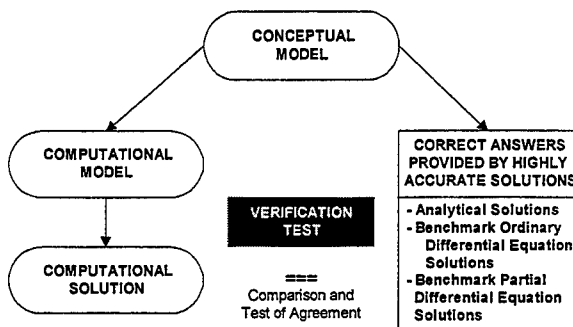 CONCEPTUAL
MODEL
COMPUTATIONAL
MODEL
COMPUTATIONAL
SOLUTION
VERIFICATION
TEST
===
Comparison and
Test of Agreement
CORRECT ANSWERS
PROVIDED BY HIGHLY
ACCURATE SOLUTIONS
- Analytical Solutions
- Benchmark Ordinary
Differential Equation
Solutions
- Benchmark Partial
Differential Equation
Solutions